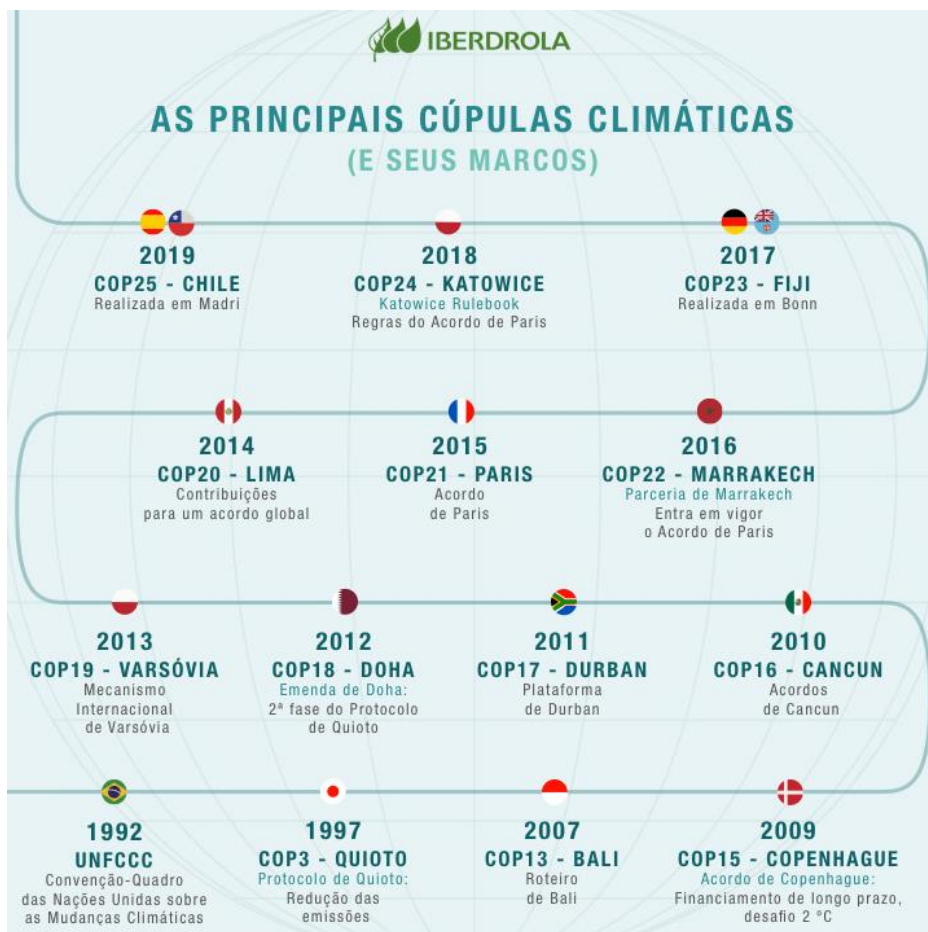 IBERDROLA
AS PRINCIPAIS CÚPULAS CLIMÁTICAS
(E SEUS MARCOS)
2019
COP25 - CHILE
Realizada em Madri
2018
COP24 - KATOWICE
Katowice Rulebook
Regras do Acordo de Paris
2017
COP23 - FIJI
Realizada em Bonn
2014
COP20 - LIMA
Contribuições
para um acordo global
2015
COP21 - PARIS
Acordo
de Paris
2016
COP22 - MARRAKECH
Parceria de Marrakech
Entra em vigor
o Acordo de Paris
2013
COP19 - VARSÓVIA
Mecanismo
Internacional
de Varsóvia
2012
COP18 - DOHA
Emenda de Doha:
2ª fase do Protocolo
de Quioto
2011
COP17 - DURBAN
Plataforma
de Durban
2010
COP16 - CANCUN
Acordos
de Cancun
1992
UNFCCC
Convenção-Quadro
das Nações Unidas sobre
as Mudanças Climáticas
1997
COP3 - QUIOTO
Protocolo de Quioto:
Redução das
emissões
2007
COP13 - BALI
Roteiro
de Bali
2009
COP15 - COPENHAGUE
Acordo de Copenhague:
Financiamento de longo prazo,
desafio 2 ºC